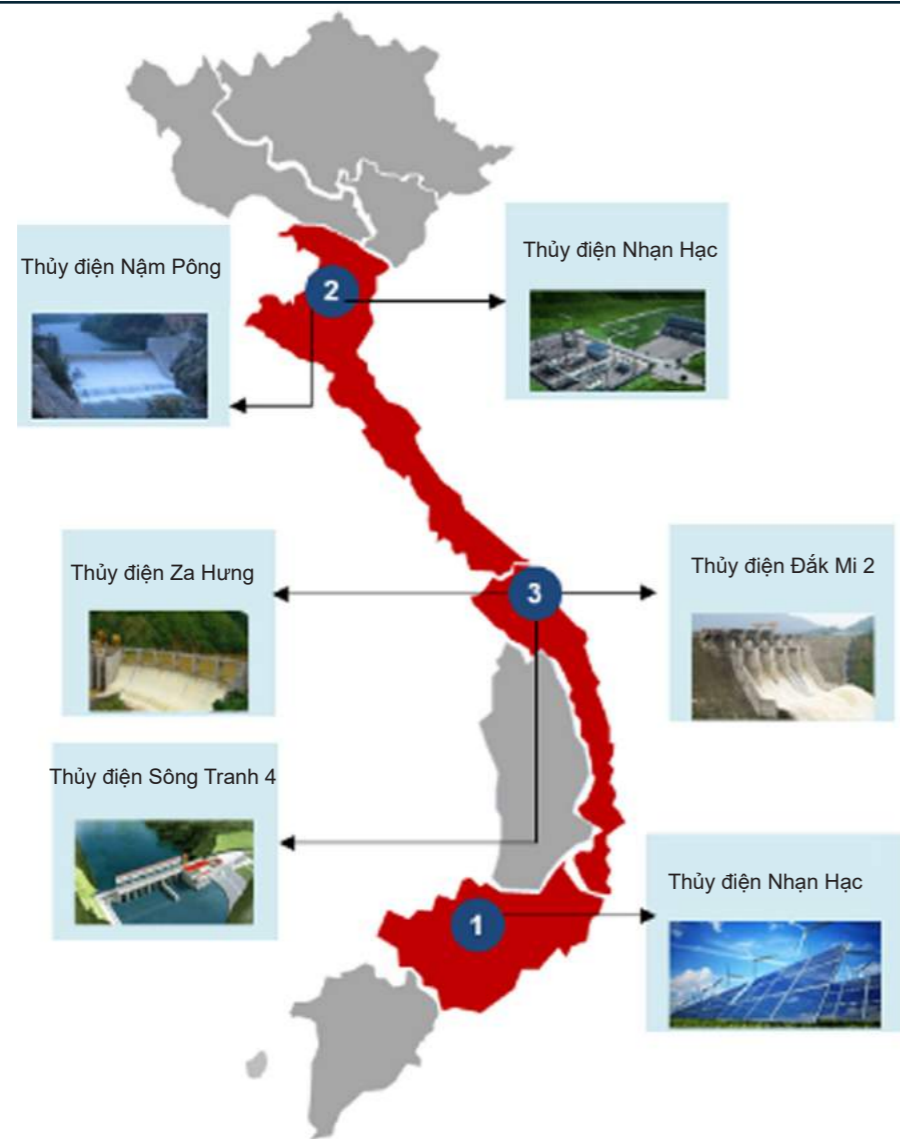 Thủy điện Nậm Pông
Thủy điện Nhạn Hạc
2
Thủy điện Za Hưng
Thủy điện Đắk Mi 2
3
Thủy điện Sông Tranh 4
Thủy điện Nhạn Hạc
1